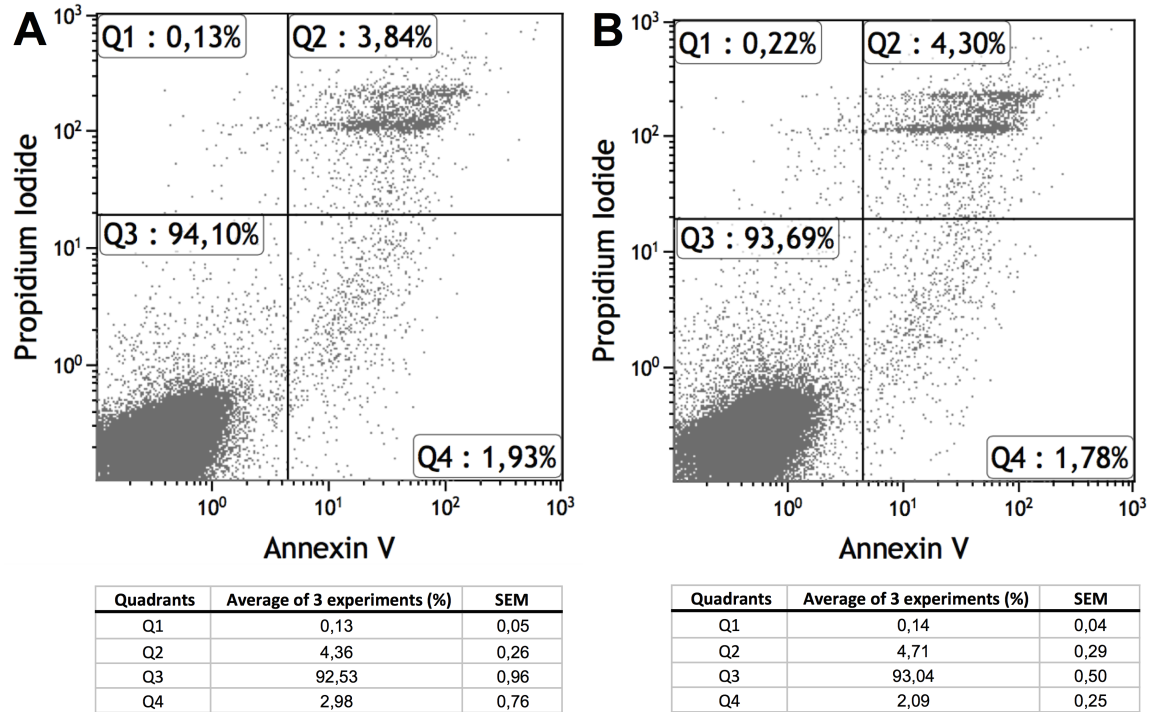 A
10³
Q1 : 0,13%
Q2 : 3,84%
10²
Propidium Iodide
Q3 : 94,10%
10¹
10⁰
Q4 : 1,93%
10⁰
10¹
10²
10³
Annexin V
Quadrants Average of 3 experiments (%) SEM
Q1 0,13 0,05
Q2 4,36 0,26
Q3 92,53 0,96
Q4 2,98 0,76
B
10³
Q1 : 0,22%
Q2 : 4,30%
10²
Propidium Iodide
Q3 : 93,69%
10¹
10⁰
Q4 : 1,78%
10⁰
10¹
10²
10³
Annexin V
Quadrants Average of 3 experiments (%) SEM
Q1 0,14 0,04
Q2 4,71 0,29
Q3 93,04 0,50
Q4 2,09 0,25